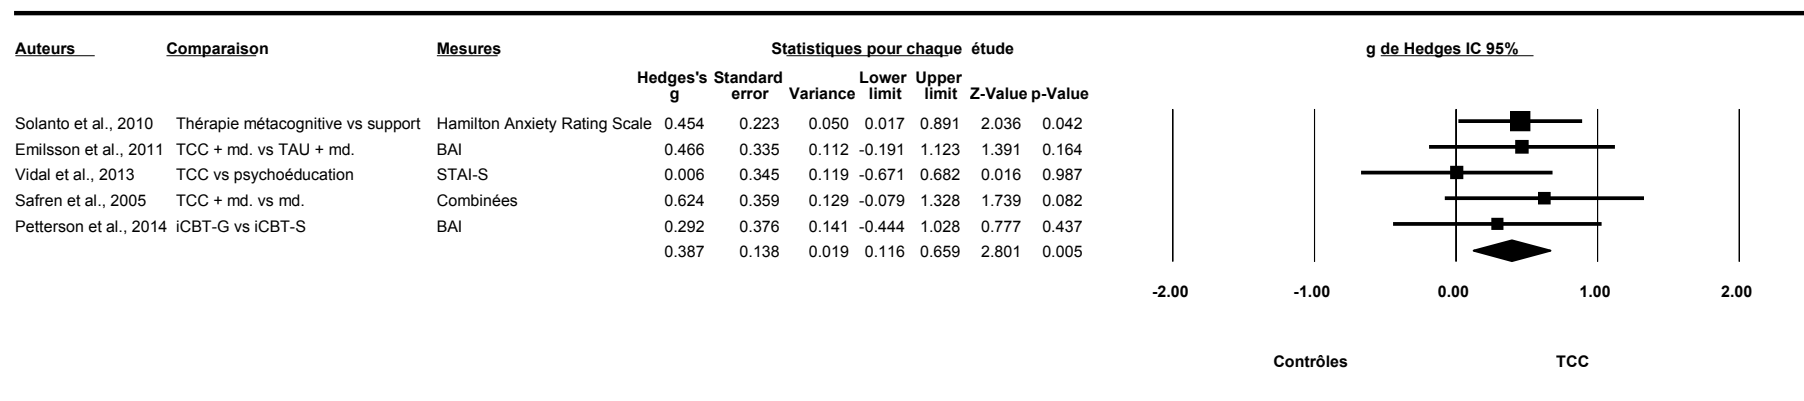 Auteurs Comparaison Mesures Statistiques pour chaque étude g de Hedges IC 95%
Hedges's Standard Lower Upper
g error Variance limit limit Z-Value p-Value
Solanto et al., 2010 Thérapie métacognitive vs support Hamilton Anxiety Rating Scale 0.454 0.223 0.050 0.017 0.891 2.036 0.042
Emilsson et al., 2011 TCC + md. vs TAU + md. BAI 0.466 0.335 0.112 -0.191 1.123 1.391 0.164
Vidal et al., 2013 TCC vs psychoéducation STAI-S 0.006 0.345 0.119 -0.671 0.682 0.016 0.987
Safren et al., 2005 TCC + md. vs md. Combinées 0.624 0.359 0.129 -0.079 1.328 1.739 0.082
Petterson et al., 2014 iCBT-G vs iCBT-S BAI 0.292 0.376 0.141 -0.444 1.028 0.777 0.437
0.387 0.138 0.019 0.116 0.659 2.801 0.005
-2.00 -1.00 0.00 1.00 2.00
Contrôles TCC